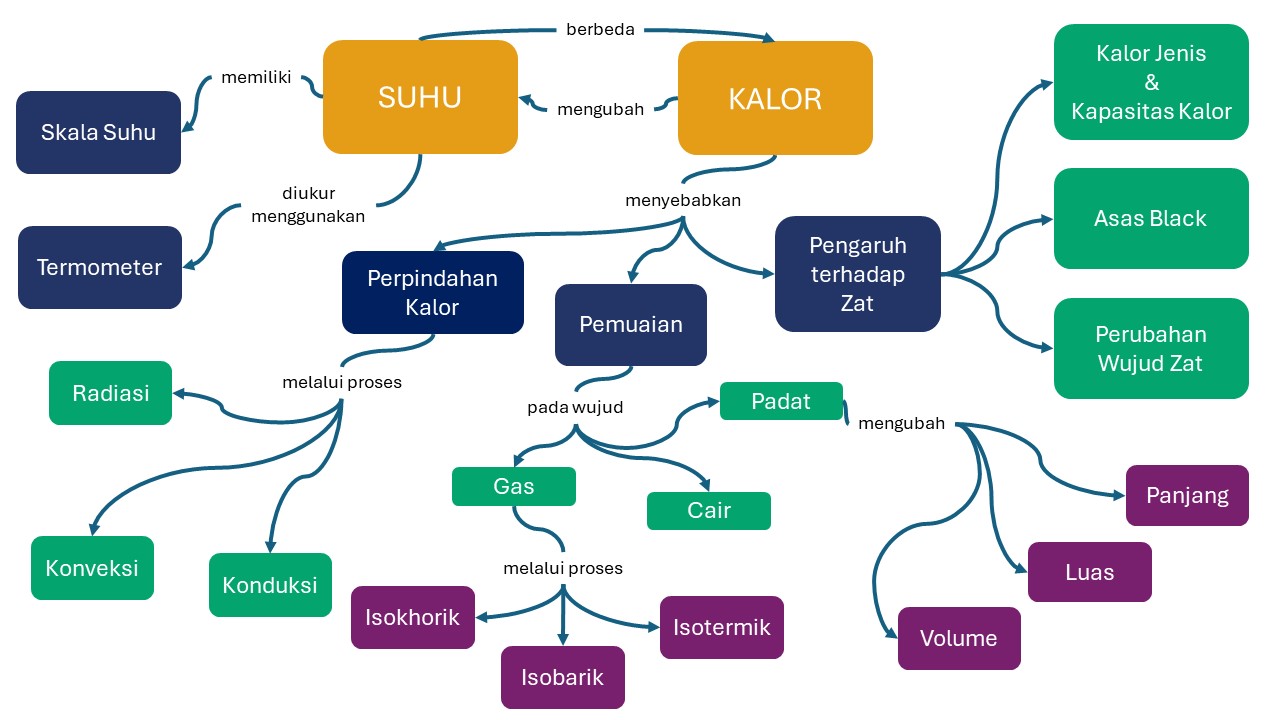 berbeda
SUHU
KALOR
memiliki
mengubah
Skala Suhu
Kalor Jenis
&
Kapasitas Kalor
diukur
menggunakan
menyebabkan
Termometer
Perpindahan
Kalor
Pemuaian
Pengaruh
terhadap
Zat
Asas Black
Perubahan
Wujud Zat
melalui proses
Radiasi
Konveksi
Konduksi
pada wujud
Padat
Gas
Cair
mengubah
Panjang
Luas
Volume
melalui proses
Isokhorik
Isobarik
Isotermik